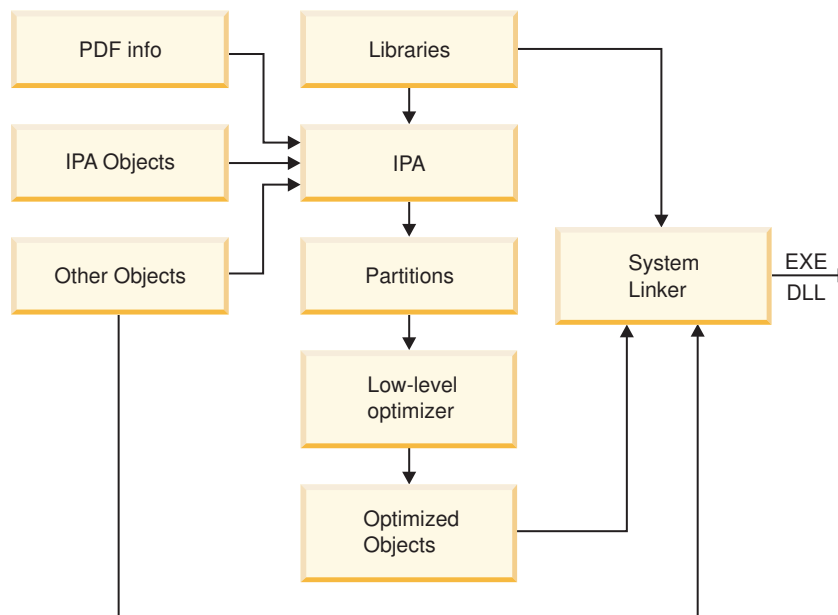 PDF info
Libraries
IPA Objects
IPA
Other Objects
Partitions
System
Linker
EXE
DLL
Low-level
optimizer
Optimized
Objects